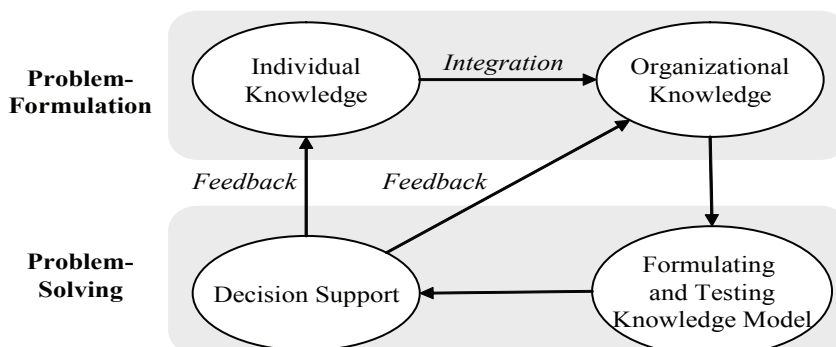 Problem-
Formulation
Individual
Knowledge
Integration
Organizational
Knowledge
Feedback
Feedback
Problem-
Solving
Decision Support
Formulating
and Testing
Knowledge Model